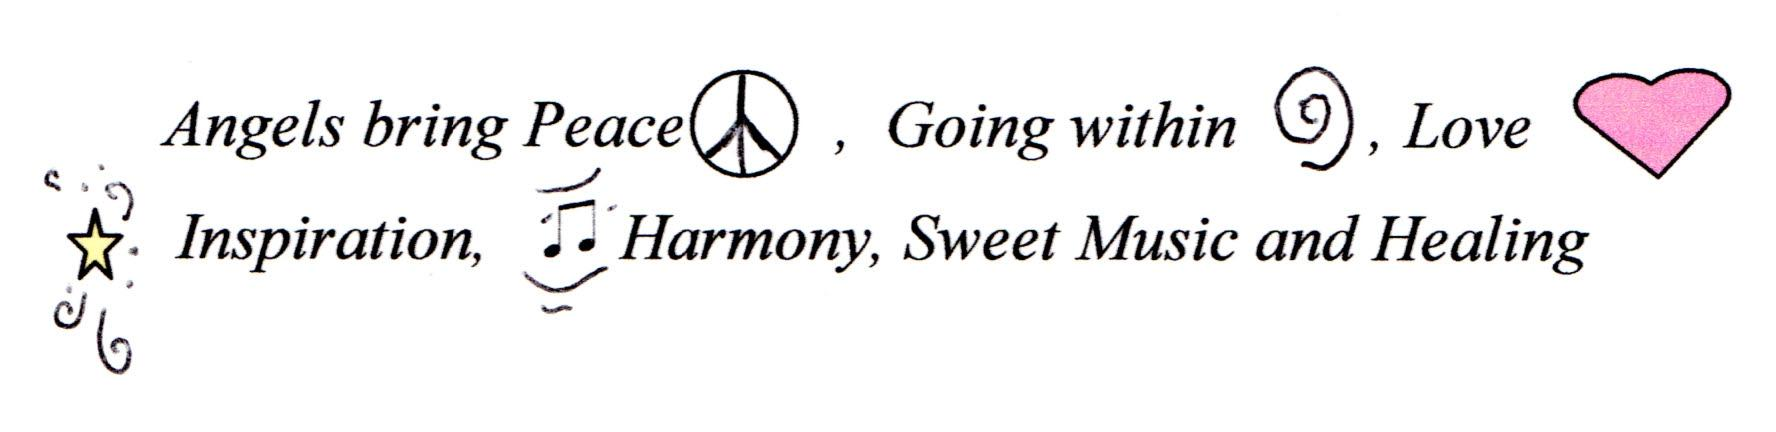 Angels bring Peace , Going within , Love
Inspiration, Harmony, Sweet Music and Healing